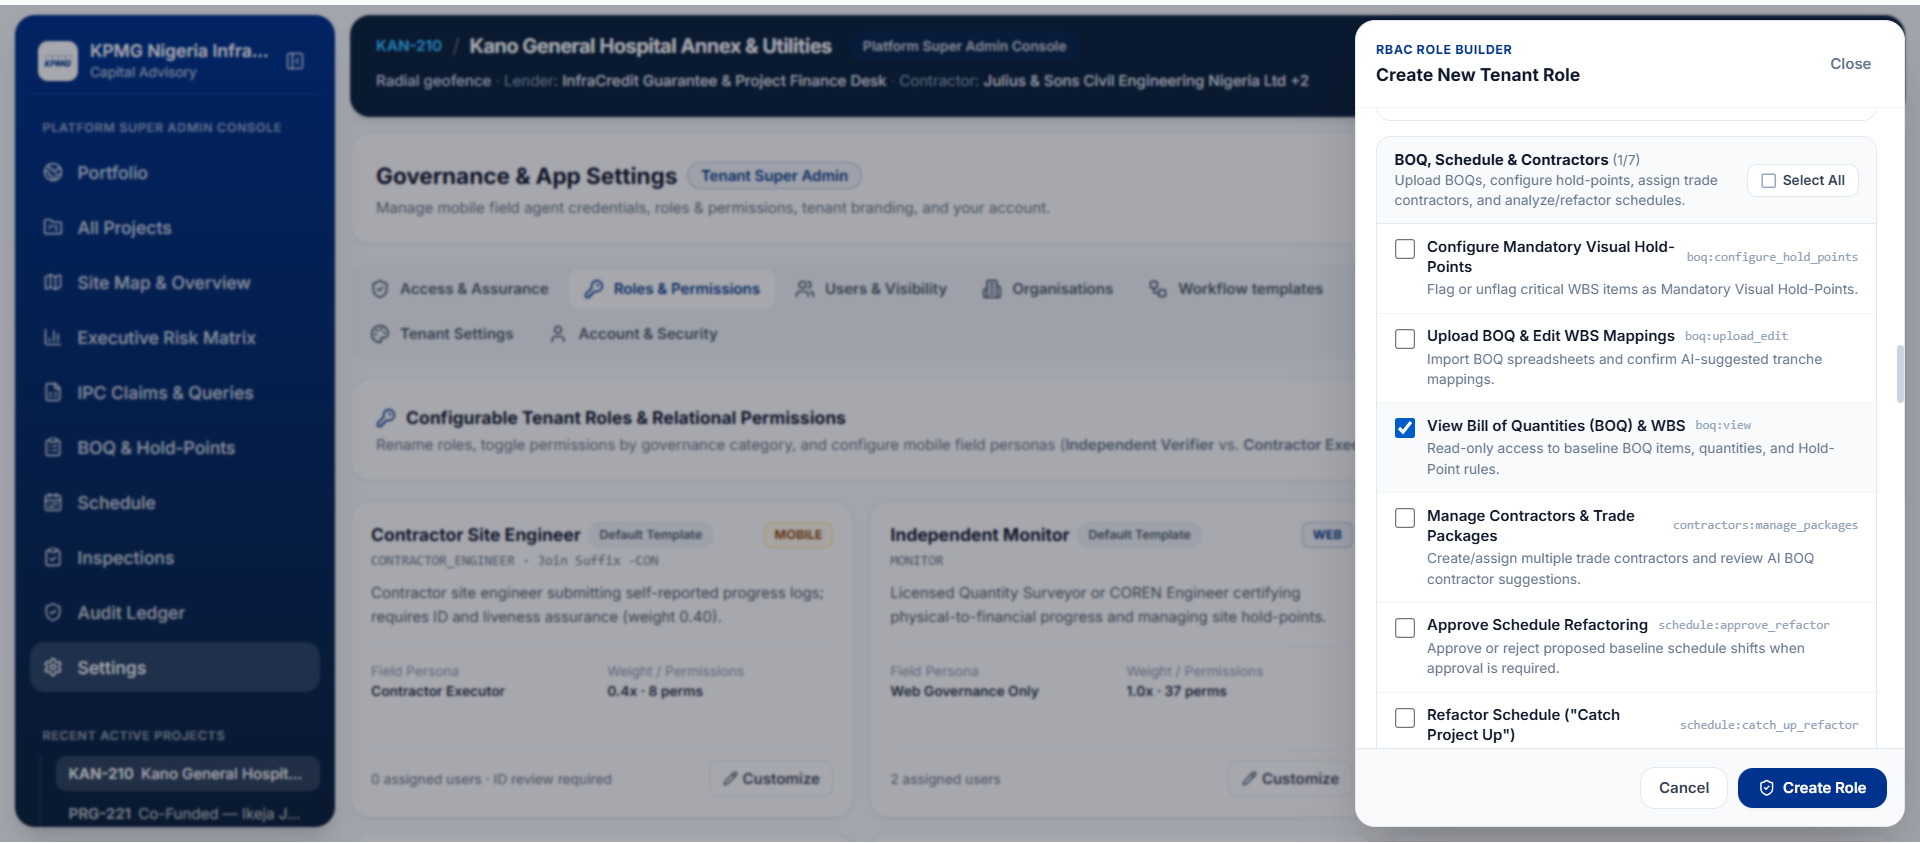 KPMG Nigeria Infra...
Capital Advisory
PLATFORM SUPER ADMIN CONSOLE
Portfolio
All Projects
Site Map & Overview
Executive Risk Matrix
IPC Claims & Queries
BOQ & Hold-Points
Schedule
Inspections
Audit Ledger
Settings
RECENT ACTIVE PROJECTS
KAN-210 Kano General Hospit...
PRG-221 Co-Funded — Ikeja J...
KAN-210 / Kano General Hospital Annex & Utilities Platform Super Admin Console
Radial geofence · Lender: InfraCredit Guarantee & Project Finance Desk · Contractor: Julius & Sons Civil Engineering Nigeria Ltd +2
Governance & App Settings Tenant Super Admin
Manage mobile field agent credentials, roles & permissions, tenant branding, and your account.
Access & Assurance Roles & Permissions Users & Visibility Organisations Workflow templates
Tenant Settings Account & Security
Configurable Tenant Roles & Relational Permissions
Rename roles, toggle permissions by governance category, and configure mobile field personas (Independent Verifier vs. Contractor Exec
Contractor Site Engineer Default Template MOBILE
CONTRACTOR_ENGINEER · Join Suffix -CON
Contractor site engineer submitting self-reported progress logs;
requires ID and liveness assurance (weight 0.40).
Field Persona Weight / Permissions
Contractor Executor 0.4x · 8 perms
0 assigned users · ID review required Customize
Independent Monitor Default Template WEB
MONITOR
Licensed Quantity Surveyor or COREN Engineer certifying
physical-to-financial progress and managing site hold-points.
Field Persona Weight / Permissions
Web Governance Only 1.0x · 37 perms
2 assigned users Customize
RBAC ROLE BUILDER
Create New Tenant Role
Close
BOQ, Schedule & Contractors (1/7)
Upload BOQs, configure hold-points, assign trade
contractors, and analyze/refactor schedules.
Select All
Configure Mandatory Visual Hold-
Points
boq:configure_hold_points
Flag or unflag critical WBS items as Mandatory Visual Hold-Points.
Upload BOQ & Edit WBS Mappings boq:upload_edit
Import BOQ spreadsheets and confirm AI-suggested tranche
mappings.
View Bill of Quantities (BOQ) & WBS boq:view
Read-only access to baseline BOQ items, quantities, and Hold-
Point rules.
Manage Contractors & Trade
Packages
contractors:manage_packages
Create/assign multiple trade contractors and review AI BOQ
contractor suggestions.
Approve Schedule Refactoring schedule:approve_refactor
Approve or reject proposed baseline schedule shifts when
approval is required.
Refactor Schedule ("Catch
Project Up")
schedule:catch_up_refactor
Cancel
Create Role